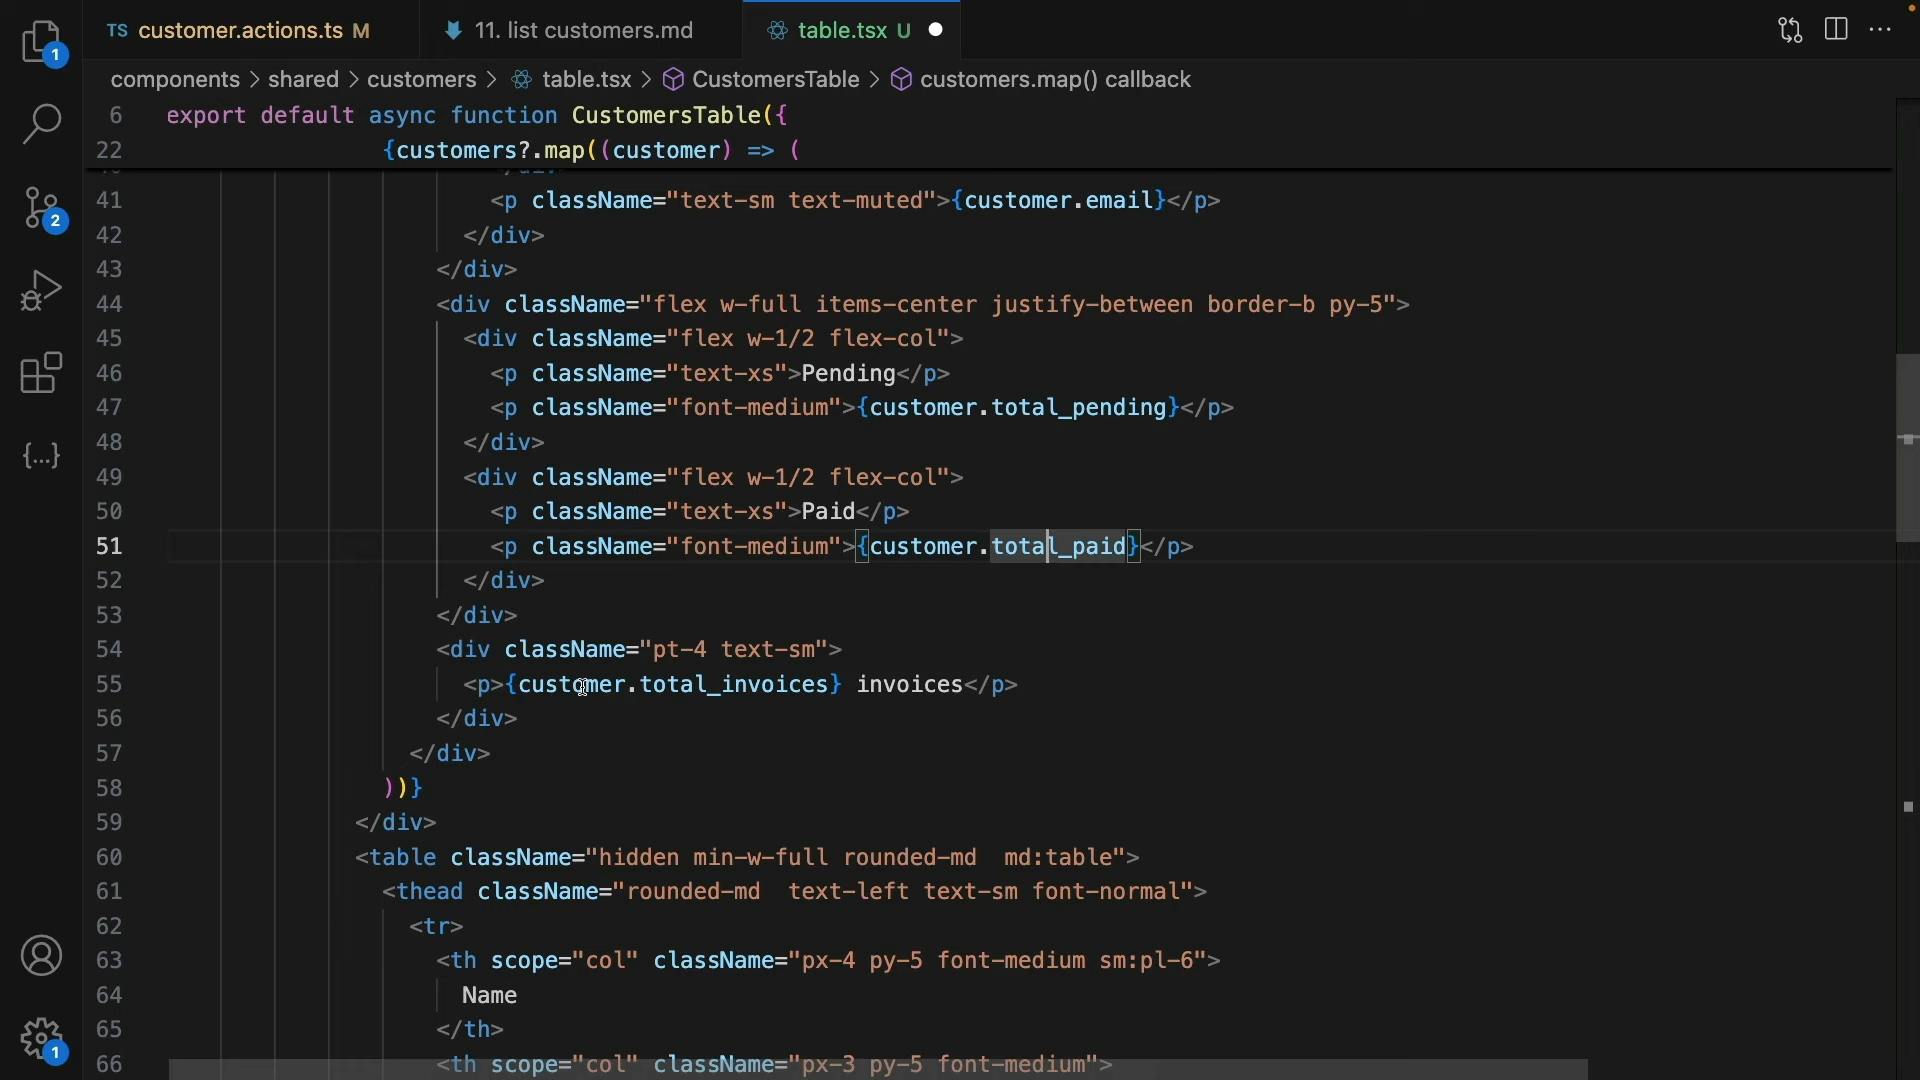 TS customer.actions.ts M
11. list customers.md
table.tsx U
components > shared > customers > table.tsx > CustomersTable > customers.map() callback
6 export default async function CustomersTable({
22 {customers?.map((customer) => (
41 <p className="text-sm text-muted">{customer.email}</p>
42 </div>
43 </div>
44 <div className="flex w-full items-center justify-between border-b py-5">
45 <div className="flex w-1/2 flex-col">
46 <p className="text-xs">Pending</p>
47 <p className="font-medium">{customer.total_pending}</p>
48 </div>
49 <div className="flex w-1/2 flex-col">
50 <p className="text-xs">Paid</p>
51 <p className="font-medium">{customer.total_paid}</p>
52 </div>
53 </div>
54 <div className="pt-4 text-sm">
55 <p>{customer.total_invoices} invoices</p>
56 </div>
57 </div>
58 ))}
59 </div>
60 <table className="hidden min-w-full rounded-md  md:table">
61 <thead className="rounded-md  text-left text-sm font-normal">
62 <tr>
63 <th scope="col" className="px-4 py-5 font-medium sm:pl-6">
64 Name
65 </th>
66 <th scope="col" className="px-3 py-5 font-medium">
1
2
{...}
1